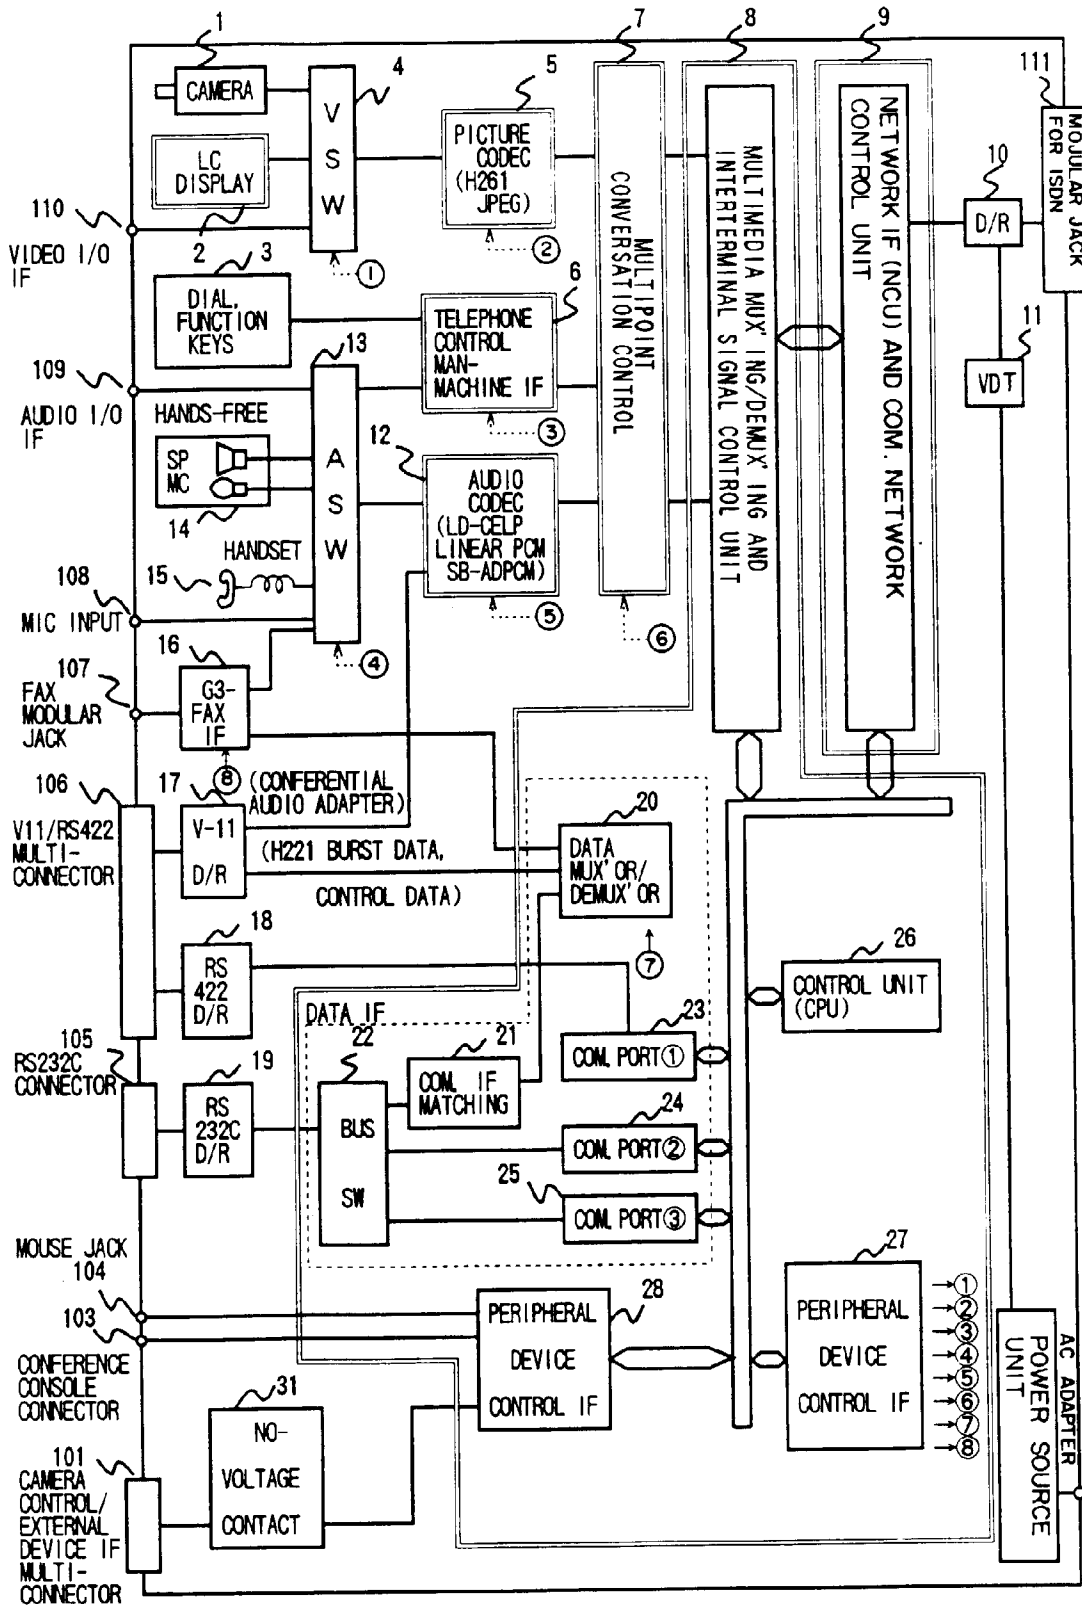 1
7
8
9
CAMERA
V
S
W
4
5
PICTURE
CODEC
(H261
JPEG)
LC
DISPLAY
2
110
VIDEO I/O
IF
①
②
3
DIAL,
FUNCTION
KEYS
6
TELEPHONE
CONTROL
MAN-
MACHINE IF
③
13
A
S
W
109
AUDIO I/O
IF
HANDS-FREE
SP
MC
14
12
AUDIO
CODEC
(LD-CELP
LINEAR PCM
SB-ADPCM)
⑤
HANDSET
15
108
MIC INPUT
④
MULTIPOINT
CONVERSATION CONTROL
⑥
MULTIMEDIA MUX'ING/DEMUX'ING AND
INTERTERMINAL SIGNAL CONTROL UNIT
NETWORK IF (NCU) AND COM. NETWORK
CONTROL UNIT
10
D/R
11
VDT
111
MOJULAR JACK
FOR ISDN
107
FAX
MODULAR
JACK
16
G3-
FAX
IF
⑧
106
V11/RS422
MULTI-
CONNECTOR
17
V-11
D/R
(CONFERENTIAL
AUDIO ADAPTER)
(H221 BURST DATA,
CONTROL DATA)
20
DATA
MUX'OR/
DEMUX'OR
⑦
18
RS
422
D/R
105
RS232C
CONNECTOR
19
RS
232C
D/R
DATA IF
22
BUS
SW
21
COM. IF
MATCHING
23
COM. PORT①
24
COM. PORT②
25
COM. PORT③
26
CONTROL UNIT
(CPU)
MOUSE JACK
104
103
CONFERENCE
CONSOLE
CONNECTOR
28
PERIPHERAL
DEVICE
CONTROL IF
27
PERIPHERAL
DEVICE
CONTROL IF
①
②
③
④
⑤
⑥
⑦
⑧
POWER SOURCE
UNIT
AC ADAPTER
31
NO-
VOLTAGE
CONTACT
101
CAMERA
CONTROL/
EXTERNAL
DEVICE IF
MULTI-
CONNECTOR